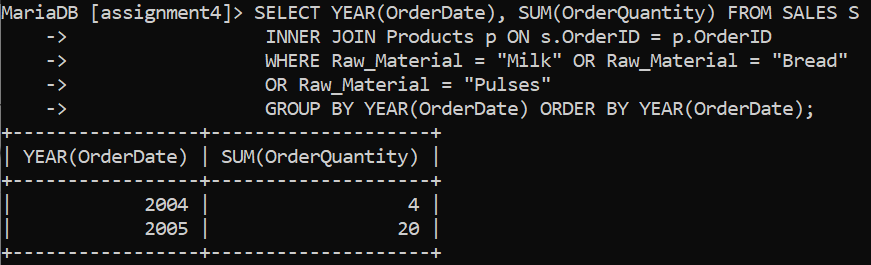 MariaDB [assignment4]> SELECT YEAR(OrderDate), SUM(OrderQuantity) FROM SALES S
    ->                 INNER JOIN Products p ON s.OrderID = p.OrderID
    ->                 WHERE Raw_Material = "Milk" OR Raw_Material = "Bread"
    ->                 OR Raw_Material = "Pulses"
    ->                 GROUP BY YEAR(OrderDate) ORDER BY YEAR(OrderDate);
+-----------------+--------------------+
| YEAR(OrderDate) | SUM(OrderQuantity) |
+-----------------+--------------------+
|            2004 |                  4 |
|            2005 |                 20 |
+-----------------+--------------------+